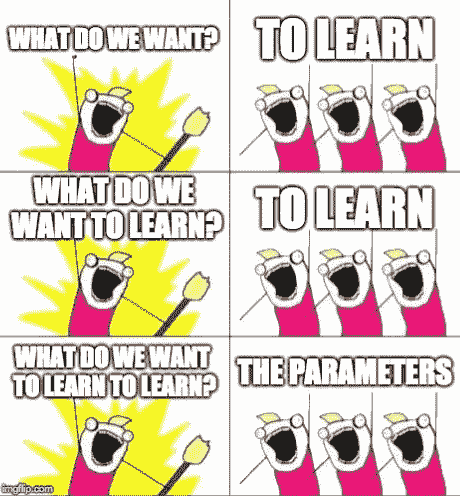 WHAT DO WE WANT?
TO LEARN
WHAT DO WE
WANT TO LEARN?
TO LEARN
WHAT DO WE WANT
TO LEARN TO LEARN?
THE PARAMETERS
imgflip.com